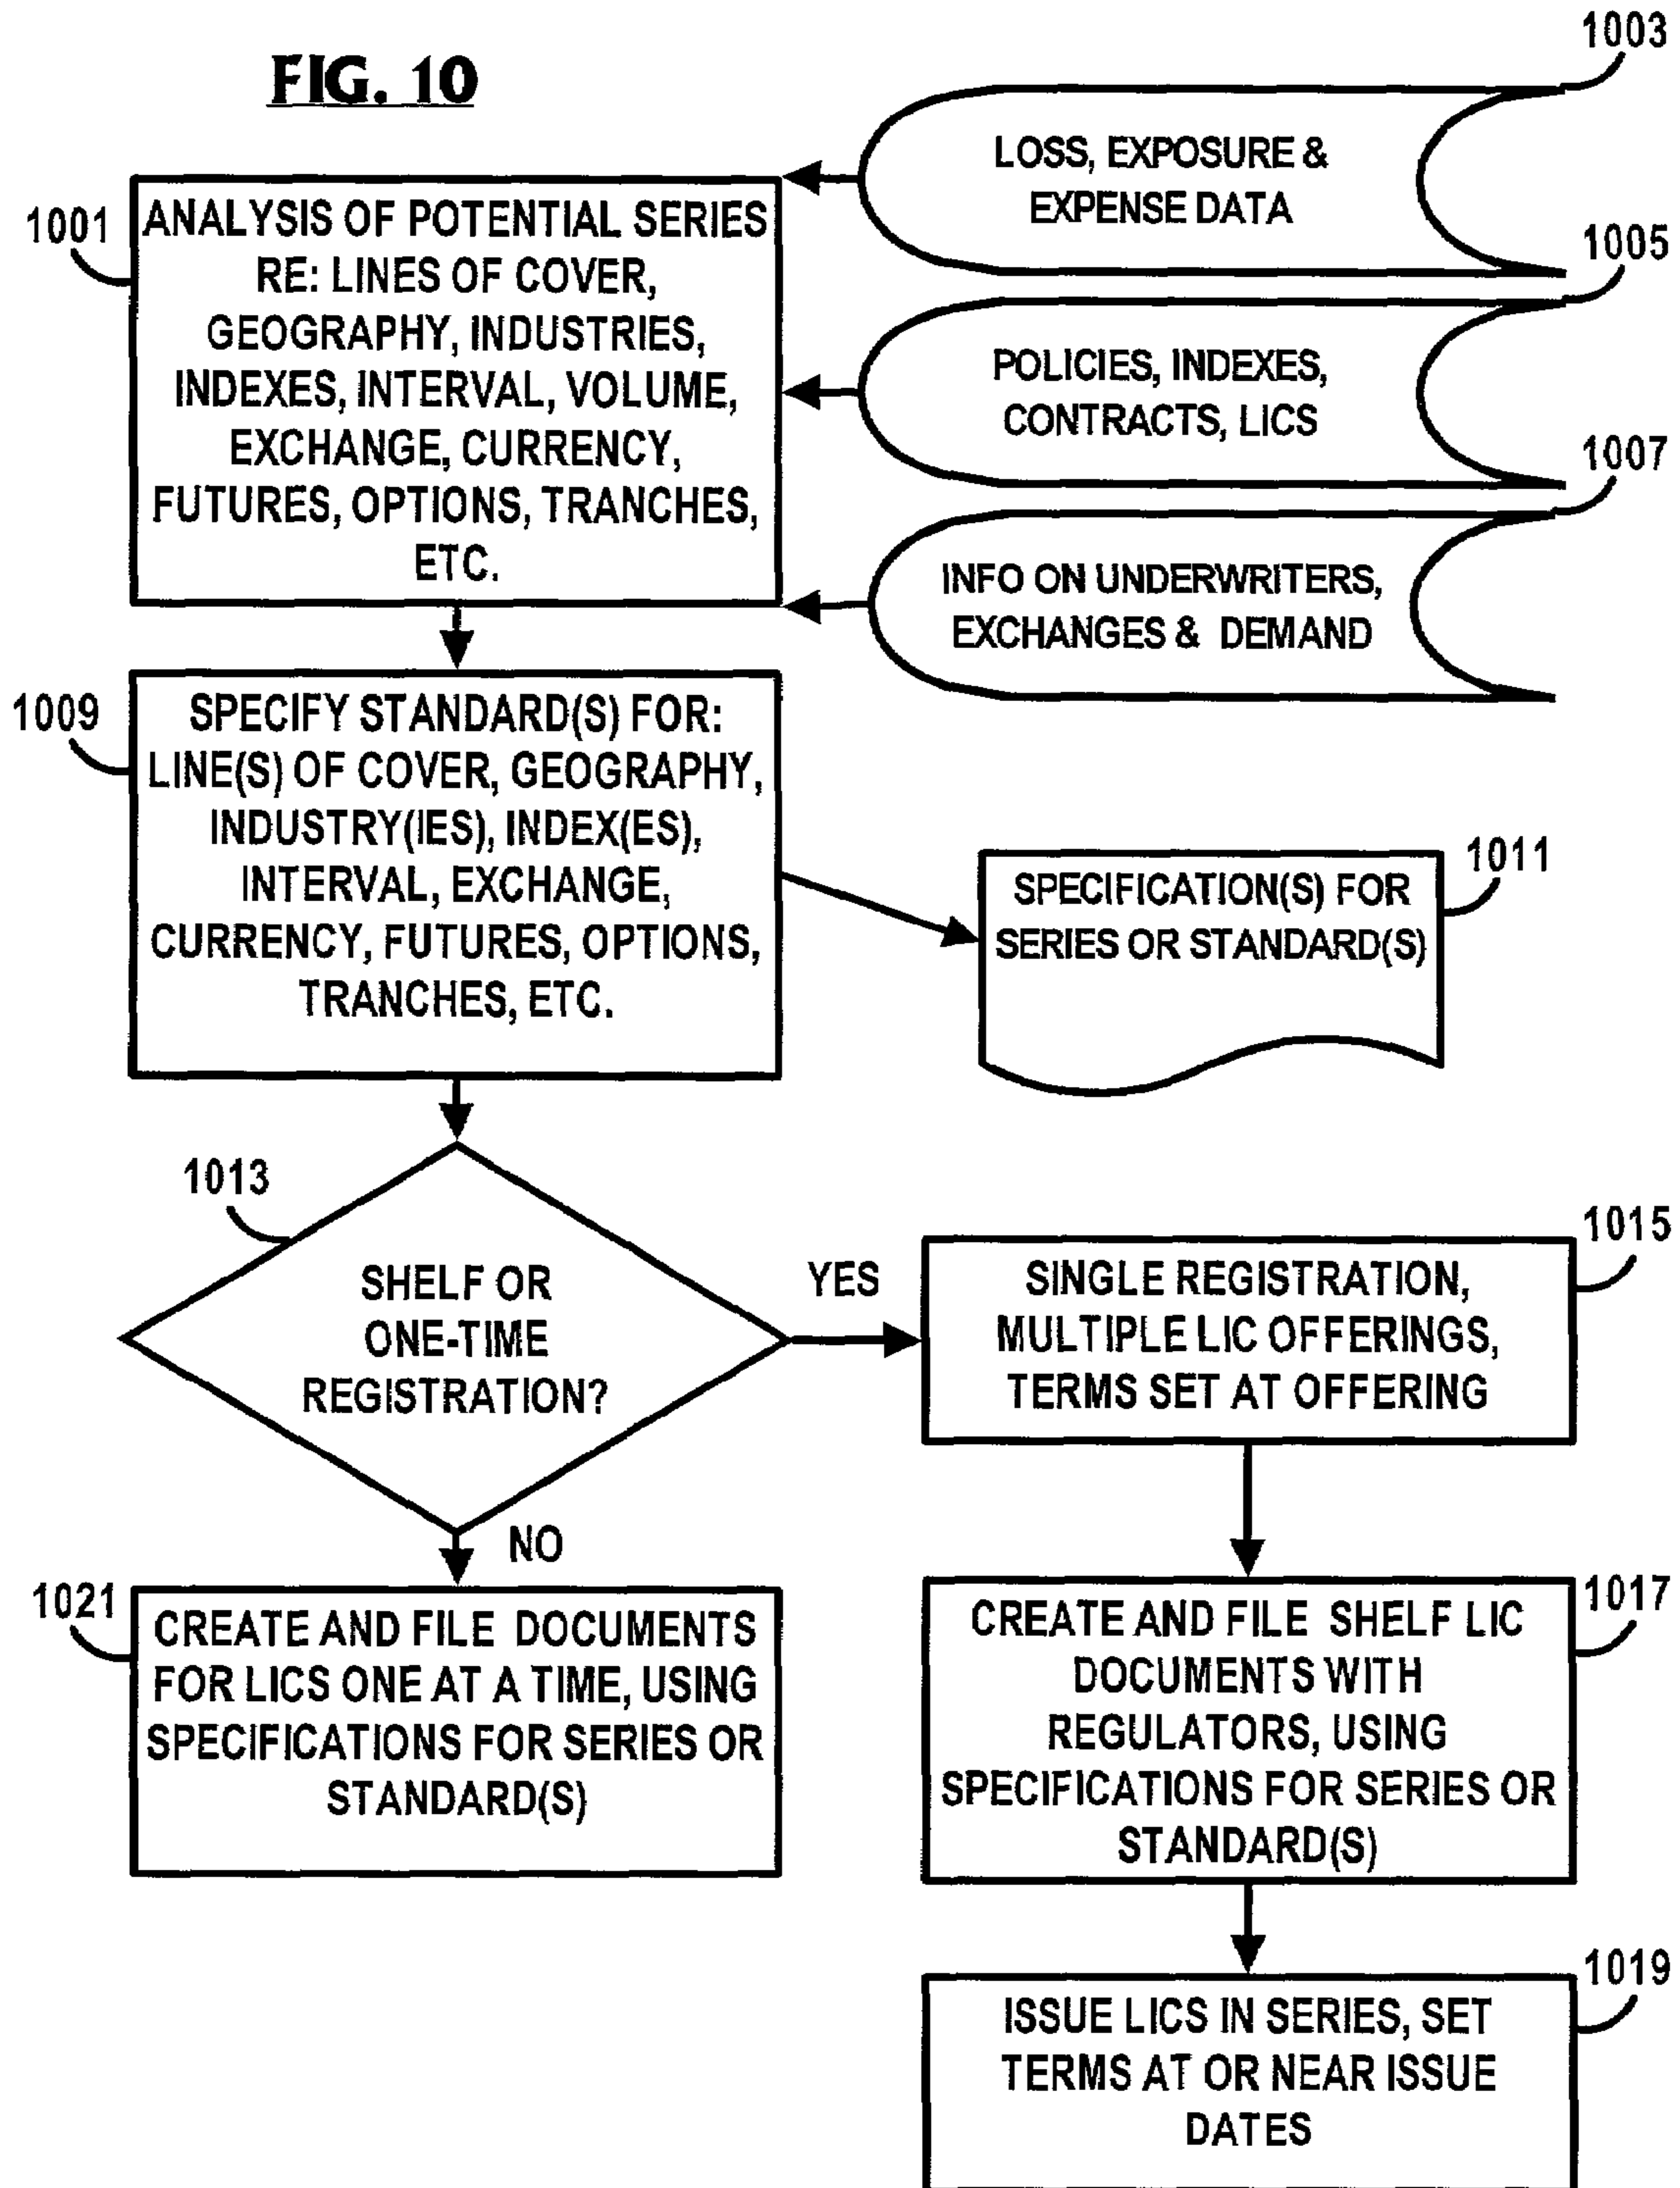 FIG. 10
1003
LOSS, EXPOSURE &
EXPENSE DATA
1001
ANALYSIS OF POTENTIAL SERIES
RE: LINES OF COVER,
GEOGRAPHY, INDUSTRIES,
INDEXES, INTERVAL, VOLUME,
EXCHANGE, CURRENCY,
FUTURES, OPTIONS, TRANCHES,
ETC.
1005
POLICIES, INDEXES,
CONTRACTS, LICS
1007
INFO ON UNDERWRITERS,
EXCHANGES & DEMAND
1009
SPECIFY STANDARD(S) FOR:
LINE(S) OF COVER, GEOGRAPHY,
INDUSTRY(IES), INDEX(ES),
INTERVAL, EXCHANGE,
CURRENCY, FUTURES, OPTIONS,
TRANCHES, ETC.
1011
SPECIFICATION(S) FOR
SERIES OR STANDARD(S)
1013
SHELF OR
ONE-TIME
REGISTRATION?
YES
NO
1015
SINGLE REGISTRATION,
MULTIPLE LIC OFFERINGS,
TERMS SET AT OFFERING
1021
CREATE AND FILE DOCUMENTS
FOR LICS ONE AT A TIME, USING
SPECIFICATIONS FOR SERIES OR
STANDARD(S)
1017
CREATE AND FILE SHELF LIC
DOCUMENTS WITH
REGULATORS, USING
SPECIFICATIONS FOR SERIES OR
STANDARD(S)
1019
ISSUE LICS IN SERIES, SET
TERMS AT OR NEAR ISSUE
DATES